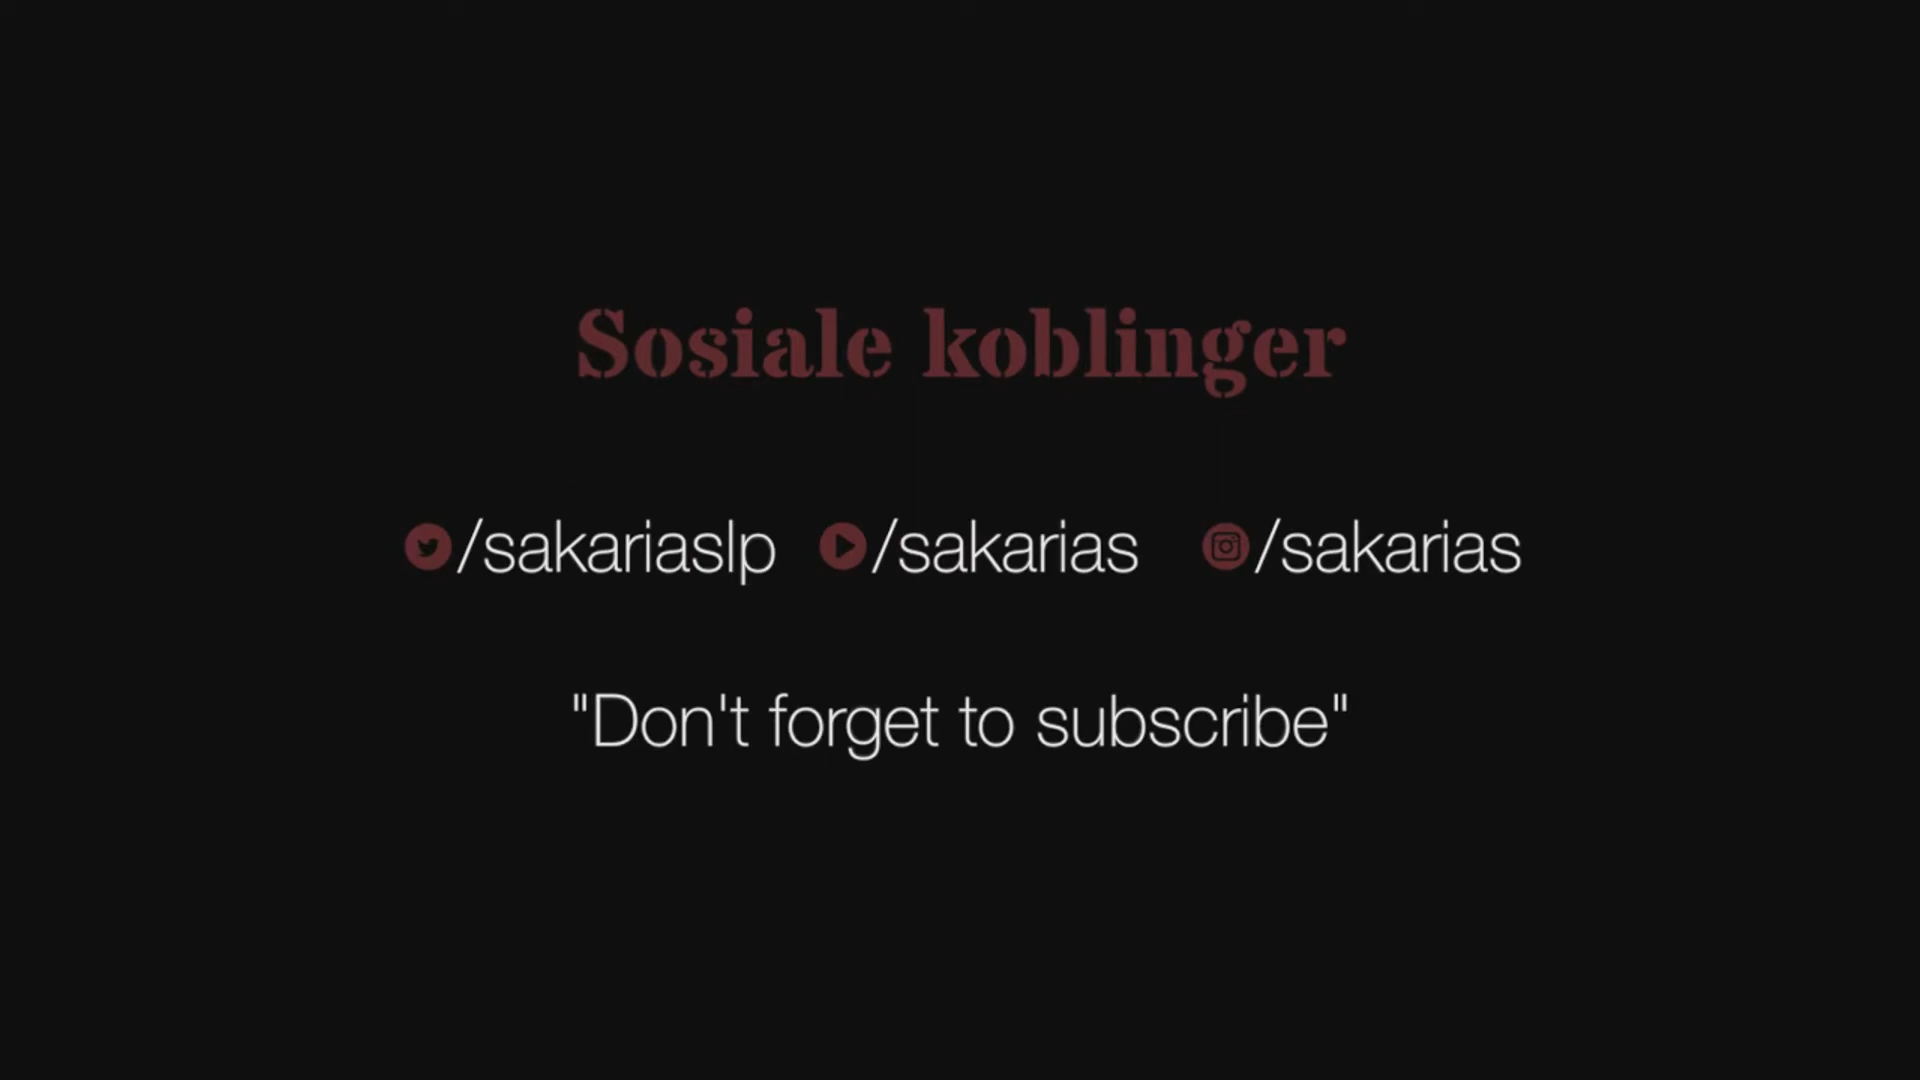 Sosiale koblinger
/sakariaslp /sakarias /sakarias
"Don't forget to subscribe"